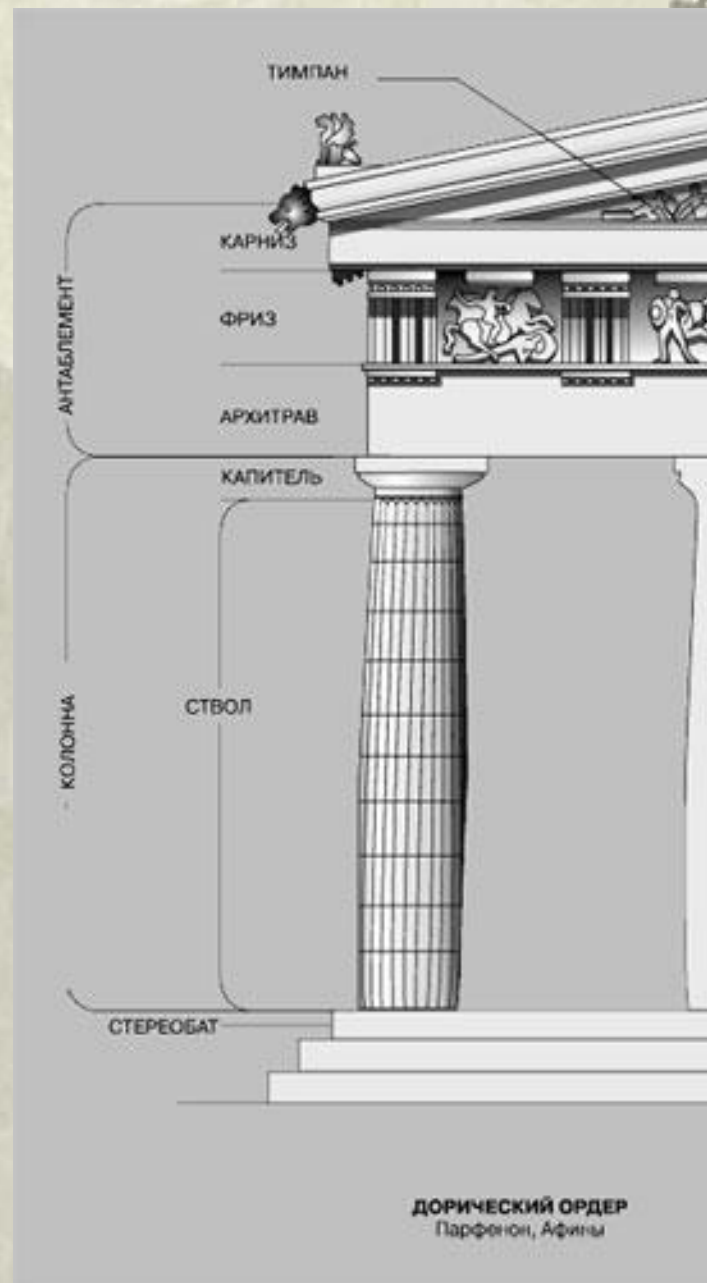 ТИМПАН
КАРНИЗ
АНТАБЛЕМЕНТ
ФРИЗ
АРХИТРАВ
КАПИТЕЛЬ
СТВОЛ
КОЛОННА
СТЕРЕОБАТ
ДОРИЧЕСКИЙ ОРДЕР
Парфенон, Афины